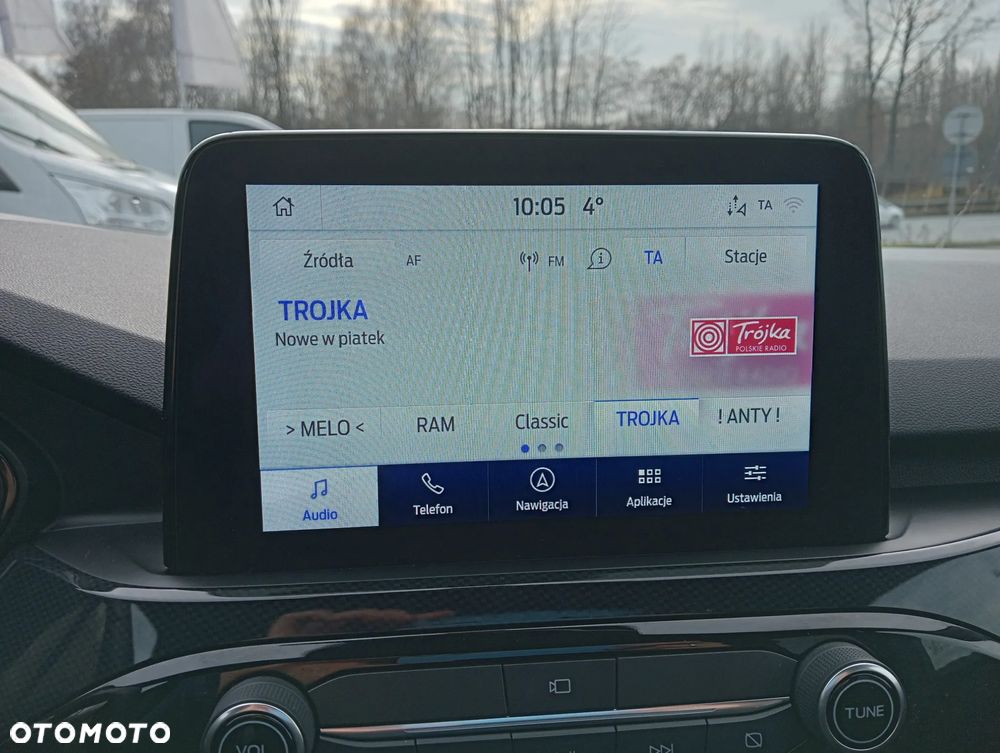 10:05 4°
TA
Źródła
AF
FM
TA
Stacje
TROJKA
Nowe w piatek
Trójka
POLSKIE RADIO
> MELO <
RAM
Classic
TROJKA
! ANTY !
Audio
Telefon
Nawigacja
Aplikacje
Ustawienia
VOL
TUNE
OTOMOTO